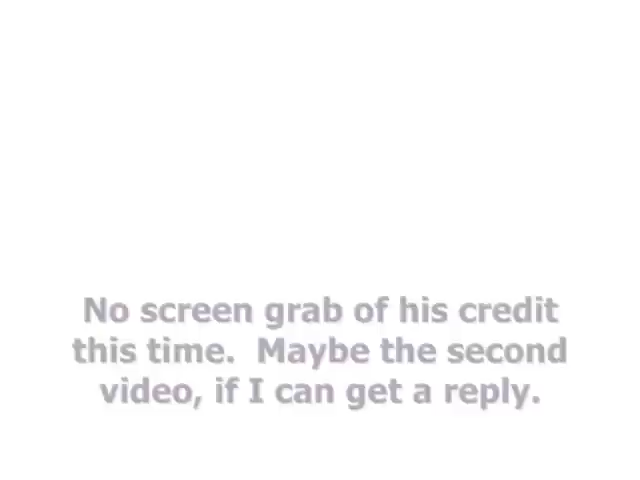 No screen grab of his credit
this time.  Maybe the second
video, if I can get a reply.